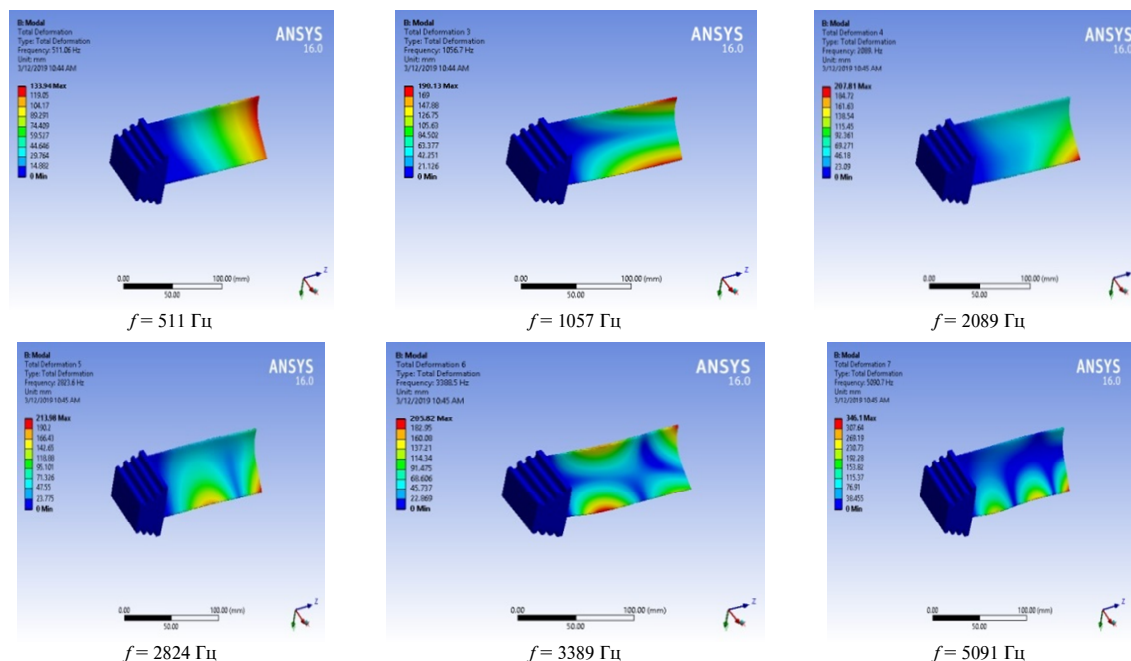 B: Modal
Total Deformation
Type: Total Deformation
Frequency: 511.06 Hz
Unit: mm
3/12/2019 10:44 AM
133.94 Max
119.05
104.17
89.291
74.409
59.527
44.646
29.764
14.882
0 Min
ANSYS
16.0
0.00
100.00 (mm)
50.00
Z
f = 511 Гц
B: Modal
Total Deformation 3
Type: Total Deformation
Frequency: 1056.7 Hz
Unit: mm
3/12/2019 10:44 AM
190.13 Max
169
147.88
126.75
105.63
84.502
63.377
42.251
21.126
0 Min
ANSYS
16.0
0.00
100.00 (mm)
50.00
Z
f = 1057 Гц
B: Modal
Total Deformation 4
Type: Total Deformation
Frequency: 2089. Hz
Unit: mm
3/12/2019 10:45 AM
207.81 Max
184.72
161.63
138.54
115.45
92.361
69.271
46.18
23.09
0 Min
ANSYS
16.0
0.00
100.00 (mm)
50.00
Z
f = 2089 Гц
B: Modal
Total Deformation 5
Type: Total Deformation
Frequency: 2823.6 Hz
Unit: mm
3/12/2019 10:45 AM
213.98 Max
190.2
166.43
142.65
118.88
95.101
71.326
47.55
23.775
0 Min
ANSYS
16.0
0.00
100.00 (mm)
50.00
Z
f = 2824 Гц
B: Modal
Total Deformation 6
Type: Total Deformation
Frequency: 3388.5 Hz
Unit: mm
3/12/2019 10:45 AM
205.82 Max
182.95
160.08
137.21
114.34
91.475
68.606
45.737
22.869
0 Min
ANSYS
16.0
0.00
100.00 (mm)
50.00
Z
f = 3389 Гц
B: Modal
Total Deformation 7
Type: Total Deformation
Frequency: 5090.7 Hz
Unit: mm
3/12/2019 10:45 AM
346.1 Max
307.64
269.19
230.73
192.28
153.82
115.37
76.91
38.455
0 Min
ANSYS
16.0
0.00
100.00 (mm)
50.00
Z
f = 5091 Гц